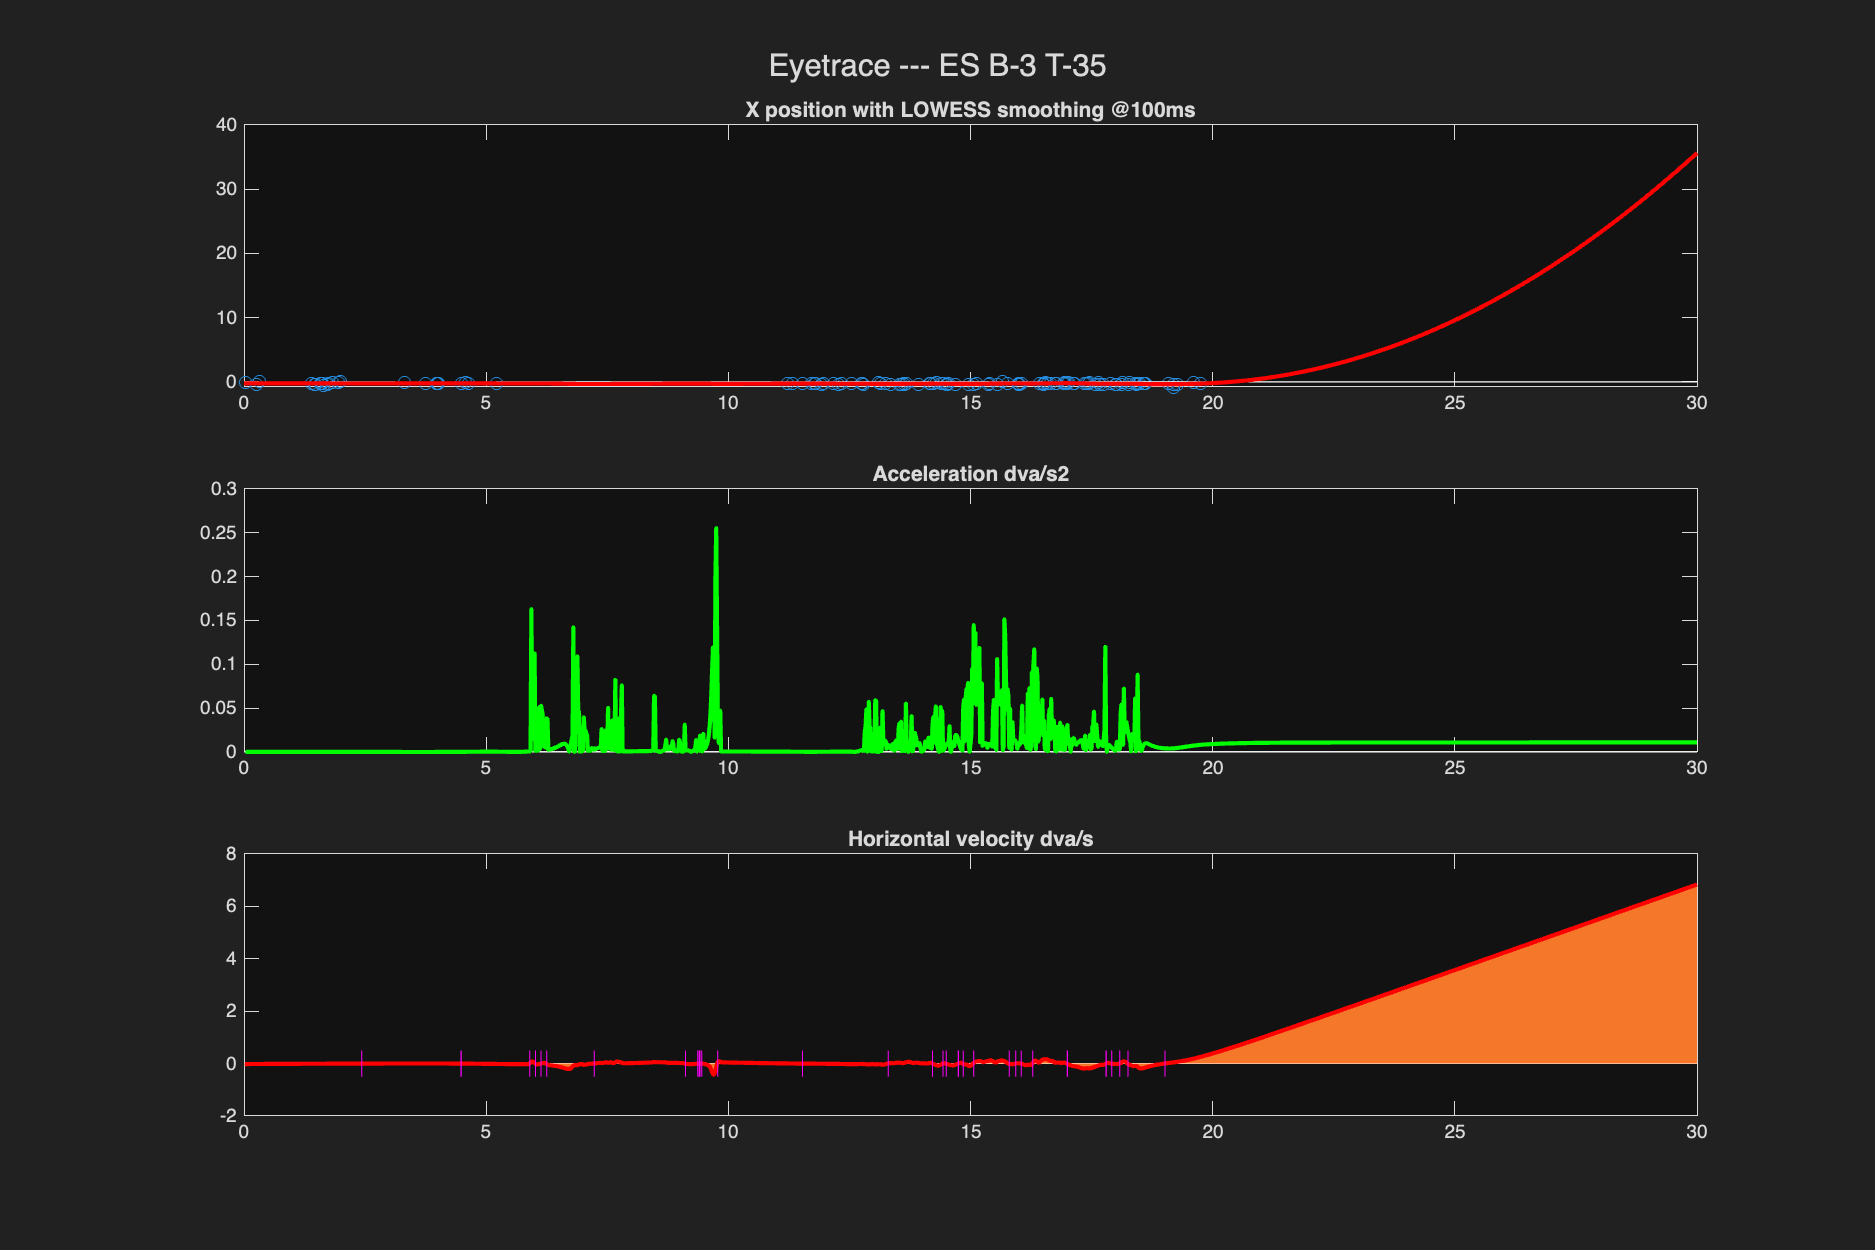 Eyetrace --- ES B-3 T-35
X position with LOWESS smoothing @100ms
40
30
20
10
0
0 5 10 15 20 25 30
Acceleration dva/s2
0.3
0.25
0.2
0.15
0.1
0.05
0
0 5 10 15 20 25 30
Horizontal velocity dva/s
8
6
4
2
0
-2
0 5 10 15 20 25 30